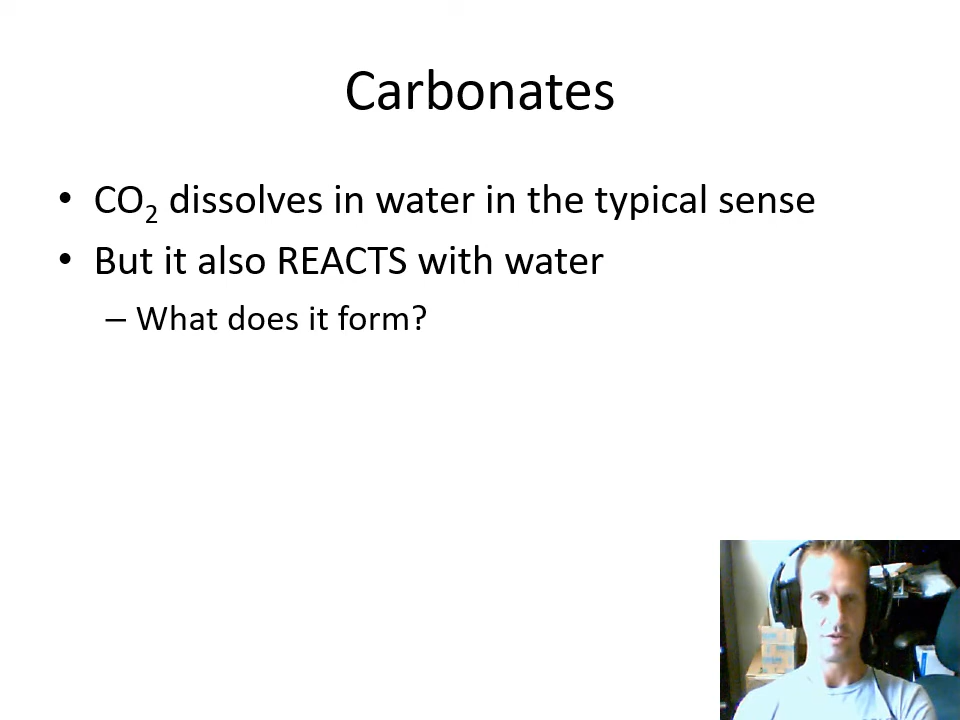 Carbonates
• CO₂ dissolves in water in the typical sense
• But it also REACTS with water
– What does it form?